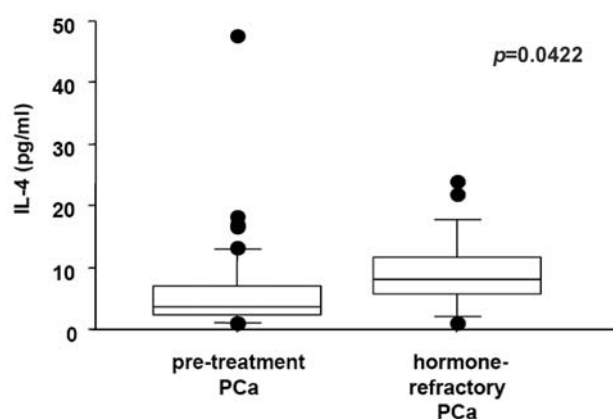 50
40
30
20
10
0
IL-4 (pg/ml)
p=0.0422
pre-treatment
PCa
hormone-
refractory
PCa